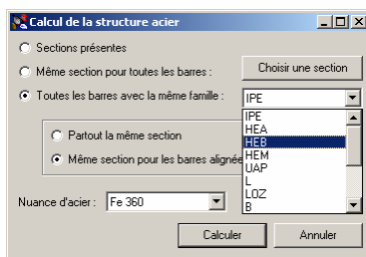 Calcul de la structure acier
Sections présentes
Même section pour toutes les barres :
Choisir une section
Toutes les barres avec la même famille :
IPE
IPE
HEA
HEB
HEM
UAP
L
LOZ
B
Partout la même section
Même section pour les barres alignée
Nuance d'acier :
Fe 360
Calculer
Annuler